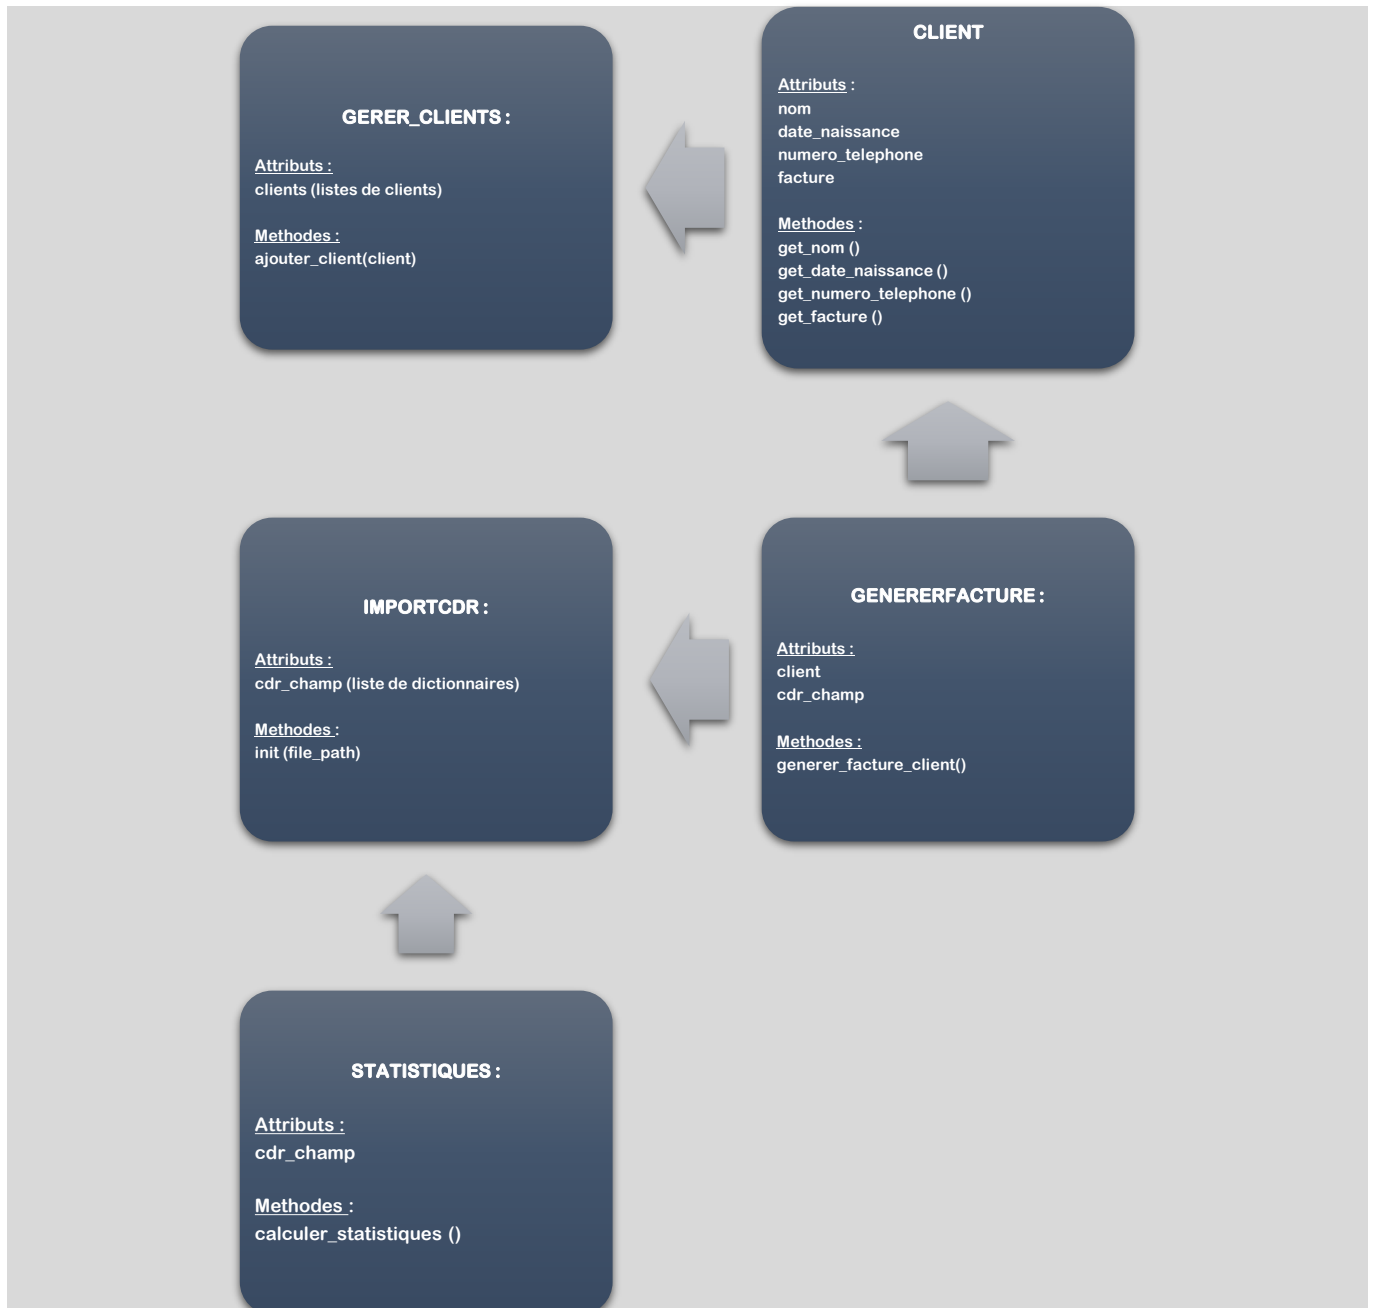 GERER_CLIENTS :
Attributs :
clients (listes de clients)
Methodes :
ajouter_client(client)
CLIENT
Attributs :
nom
date_naissance
numero_telephone
facture
Methodes :
get_nom ()
get_date_naissance ()
get_numero_telephone ()
get_facture ()
IMPORTCDR :
Attributs :
cdr_champ (liste de dictionnaires)
Methodes :
init (file_path)
GENERERFACTURE :
Attributs :
client
cdr_champ
Methodes :
generer_facture_client()
STATISTIQUES :
Attributs :
cdr_champ
Methodes :
calculer_statistiques ()